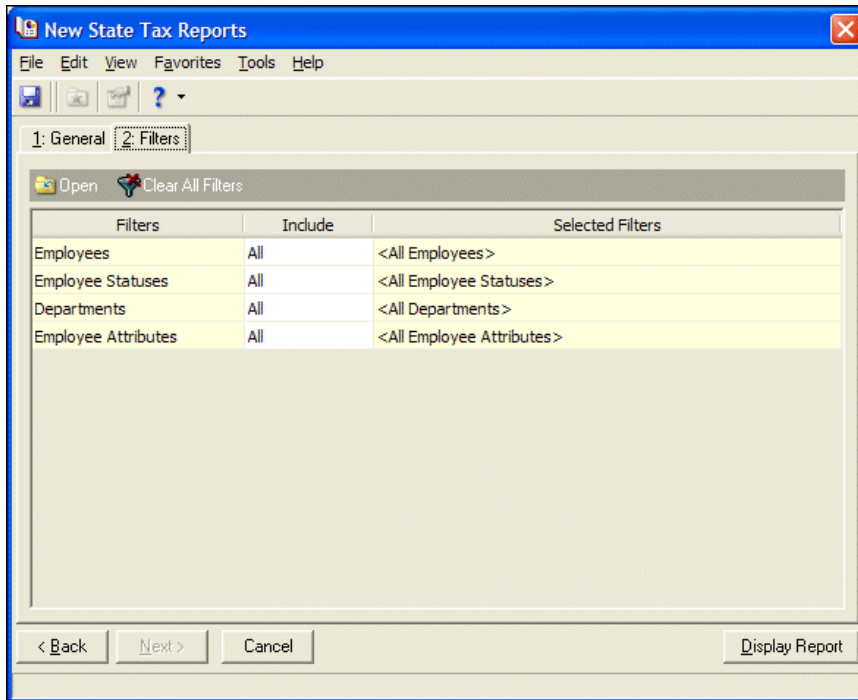 New State Tax Reports
File Edit View Favorites Tools Help
?
1: General 2: Filters
Open Clear All Filters
Filters Include Selected Filters
Employees All <All Employees>
Employee Statuses All <All Employee Statuses>
Departments All <All Departments>
Employee Attributes All <All Employee Attributes>
< Back Next > Cancel Display Report